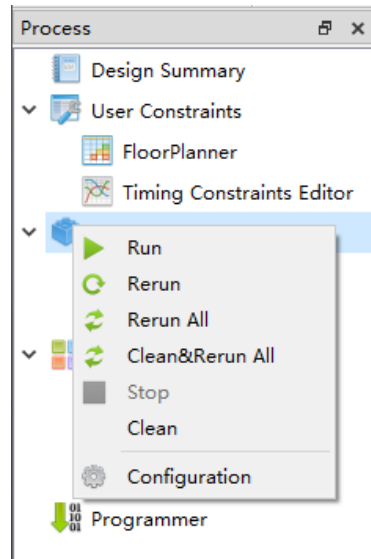 Process
Design Summary
User Constraints
FloorPlanner
Timing Constraints Editor
Run
Rerun
Rerun All
Clean&Rerun All
Stop
Clean
Configuration
Programmer